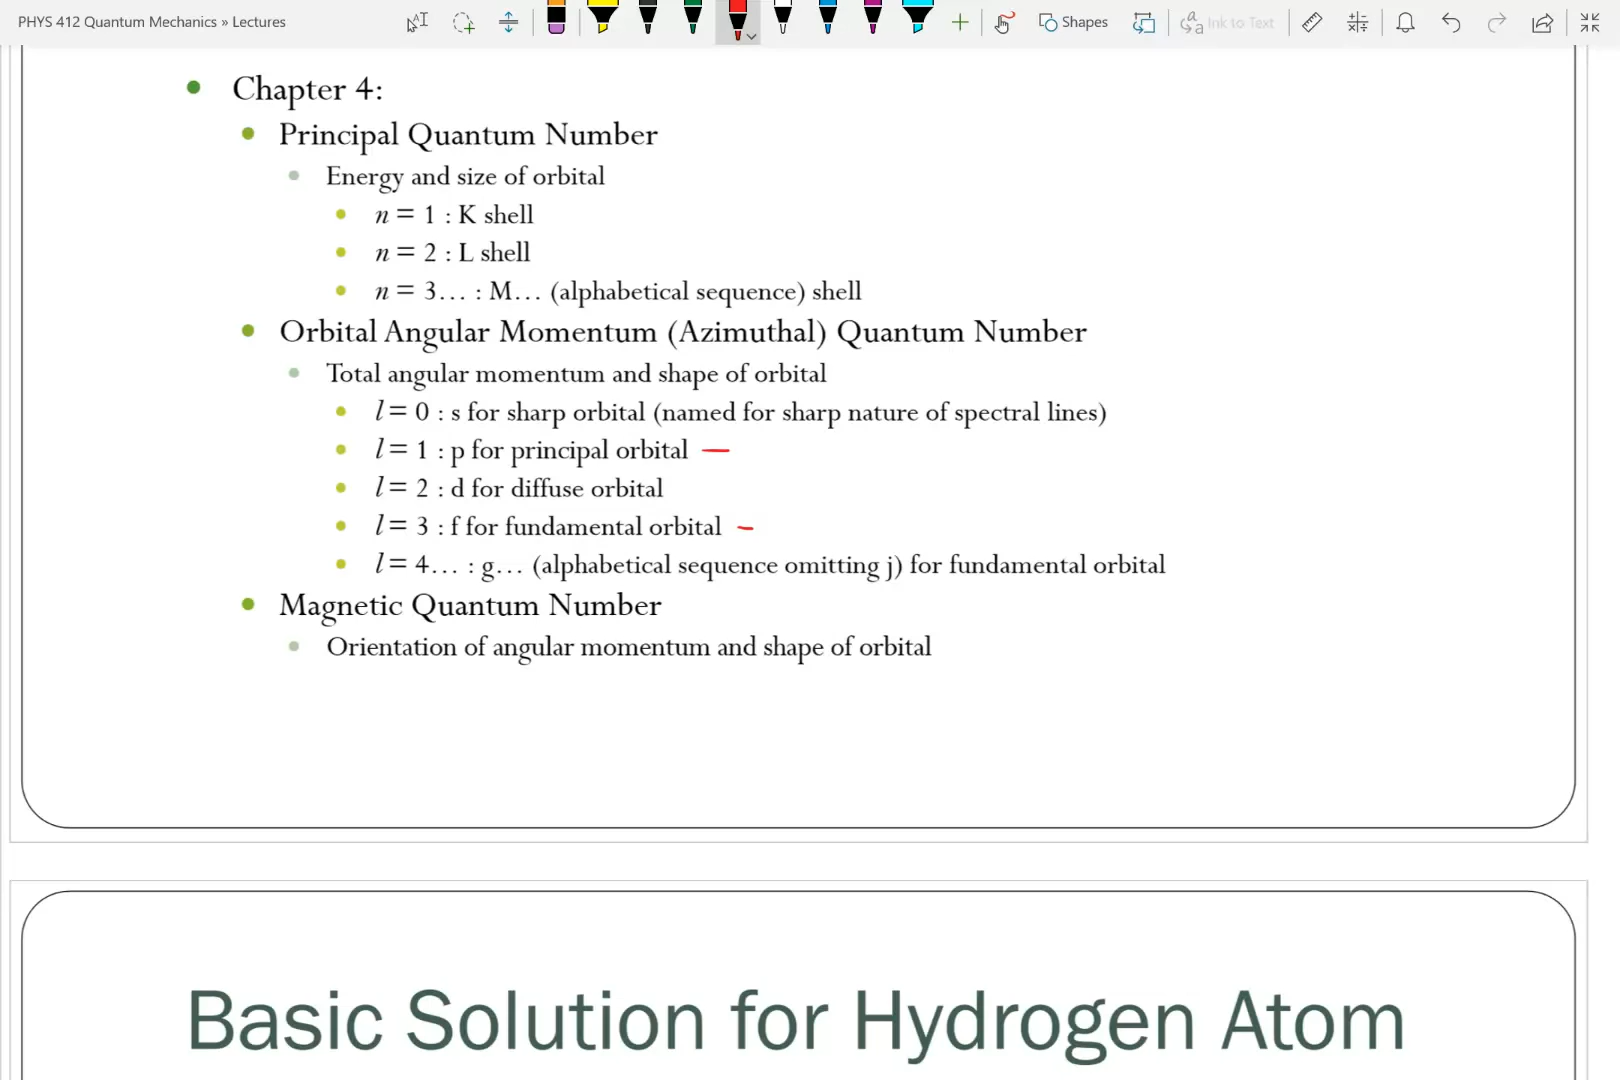 PHYS 412 Quantum Mechanics » Lectures
Shapes
Ink to Text
Chapter 4:
Principal Quantum Number
Energy and size of orbital
n = 1 : K shell
n = 2 : L shell
n = 3… : M… (alphabetical sequence) shell
Orbital Angular Momentum (Azimuthal) Quantum Number
Total angular momentum and shape of orbital
l = 0 : s for sharp orbital (named for sharp nature of spectral lines)
l = 1 : p for principal orbital
l = 2 : d for diffuse orbital
l = 3 : f for fundamental orbital
l = 4… : g… (alphabetical sequence omitting j) for fundamental orbital
Magnetic Quantum Number
Orientation of angular momentum and shape of orbital
Basic Solution for Hydrogen Atom